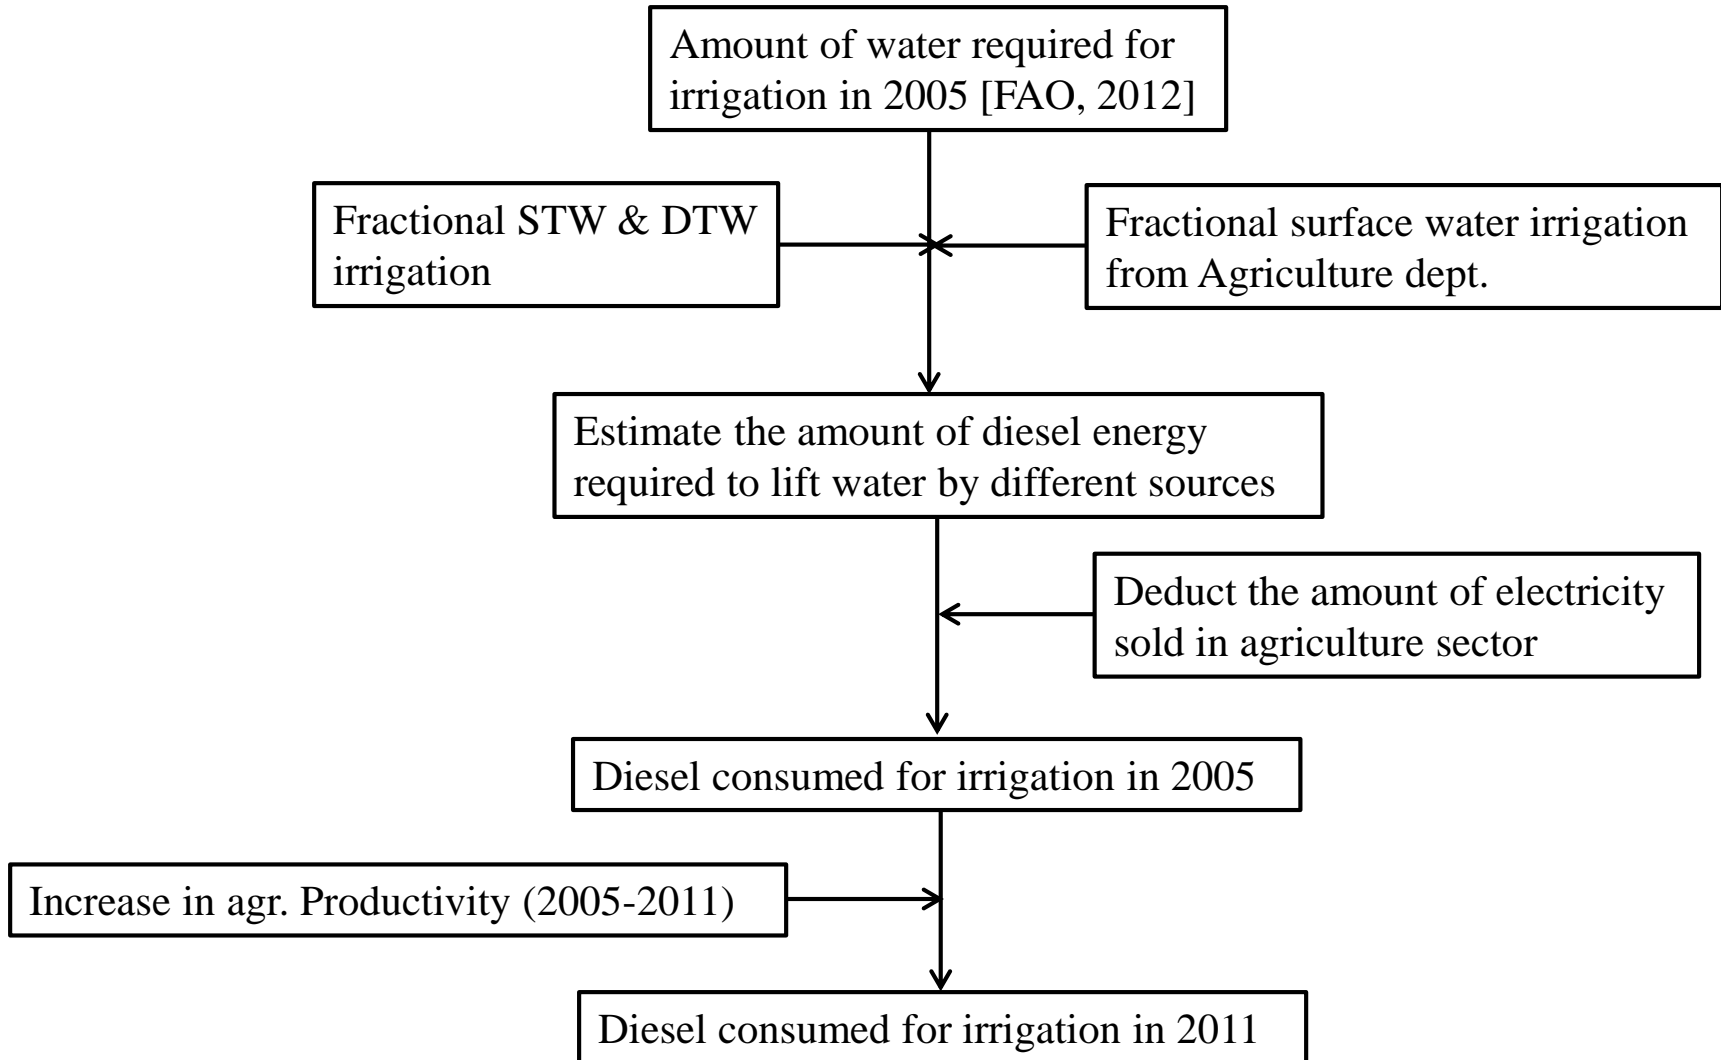 Amount of water required for
irrigation in 2005 [FAO, 2012]
Fractional STW & DTW
irrigation
Fractional surface water irrigation
from Agriculture dept.
Estimate the amount of diesel energy
required to lift water by different sources
Deduct the amount of electricity
sold in agriculture sector
Diesel consumed for irrigation in 2005
Increase in agr. Productivity (2005-2011)
Diesel consumed for irrigation in 2011